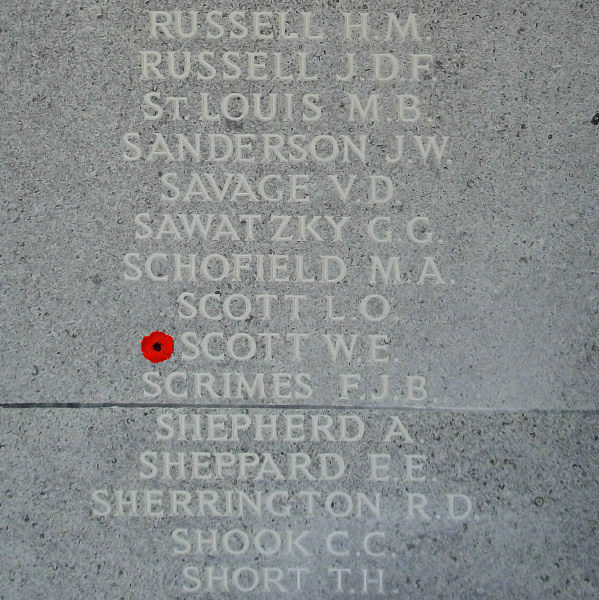 RUSSELL H.M.
RUSSELL J.D.F.
ST. LOUIS M.B.
SANDERSON J.W.
SAVAGE V.D.
SAWATZKY G.G.
SCHOFIELD M.A.
SCOTT L.O.
SCOTT W.E.
SCRIMES F.J.B.
SHEPHERD A.
SHEPPARD E.E.
SHERRINGTON R.D.
SHOOK C.C.
SHORT T.H.